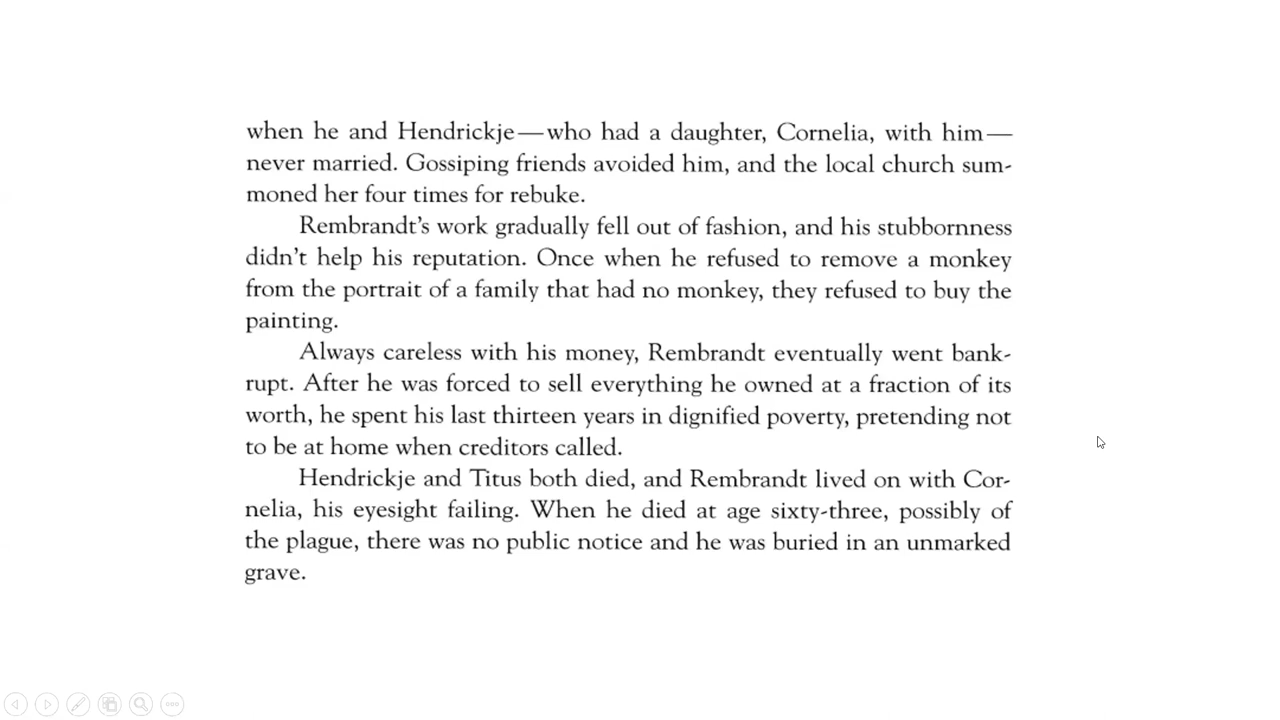 when he and Hendrickje—who had a daughter, Cornelia, with him—
never married. Gossiping friends avoided him, and the local church sum-
moned her four times for rebuke.
Rembrandt's work gradually fell out of fashion, and his stubbornness
didn't help his reputation. Once when he refused to remove a monkey
from the portrait of a family that had no monkey, they refused to buy the
painting.
Always careless with his money, Rembrandt eventually went bank-
rupt. After he was forced to sell everything he owned at a fraction of its
worth, he spent his last thirteen years in dignified poverty, pretending not
to be at home when creditors called.
Hendrickje and Titus both died, and Rembrandt lived on with Cor-
nelia, his eyesight failing. When he died at age sixty-three, possibly of
the plague, there was no public notice and he was buried in an unmarked
grave.